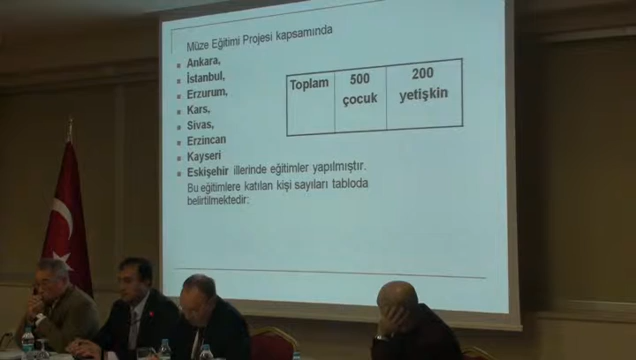 Müze Eğitimi Projesi kapsamında
Ankara,
İstanbul,
Erzurum,
Kars,
Sivas,
Erzincan
Kayseri
Eskişehir illerinde eğitimler yapılmıştır.
Bu eğitimlere katılan kişi sayıları tabloda
belirtilmektedir:
Toplam
500
çocuk
200
yetişkin